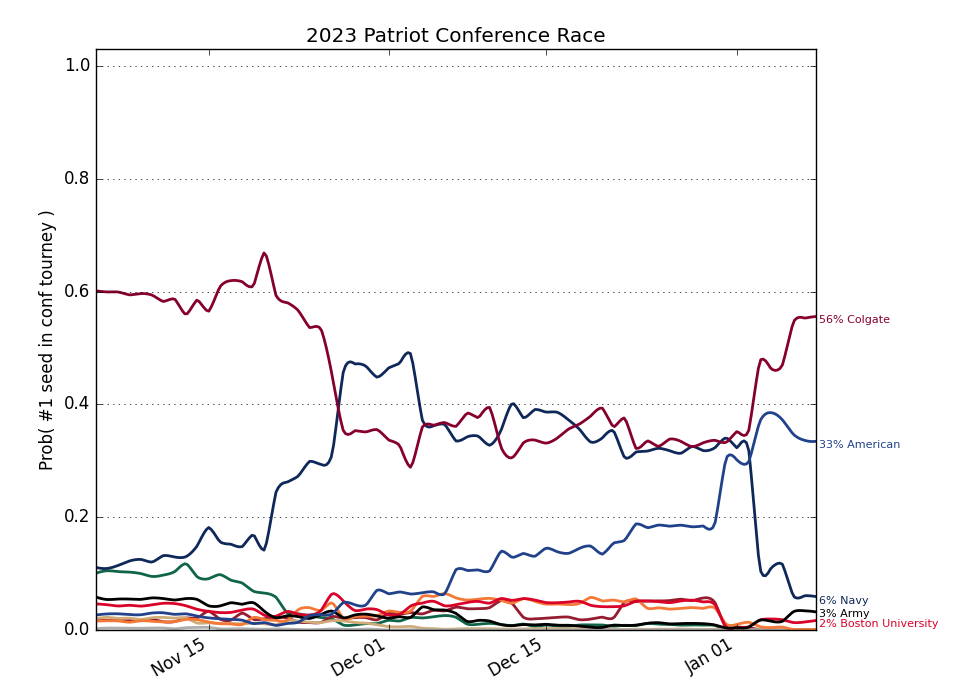 2023 Patriot Conference Race
Prob( #1 seed in conf tourney )
1.0
0.8
0.6
0.4
0.2
0.0
Nov 15
Dec 01
Dec 15
Jan 01
56% Colgate
33% American
6% Navy
3% Army
2% Boston University